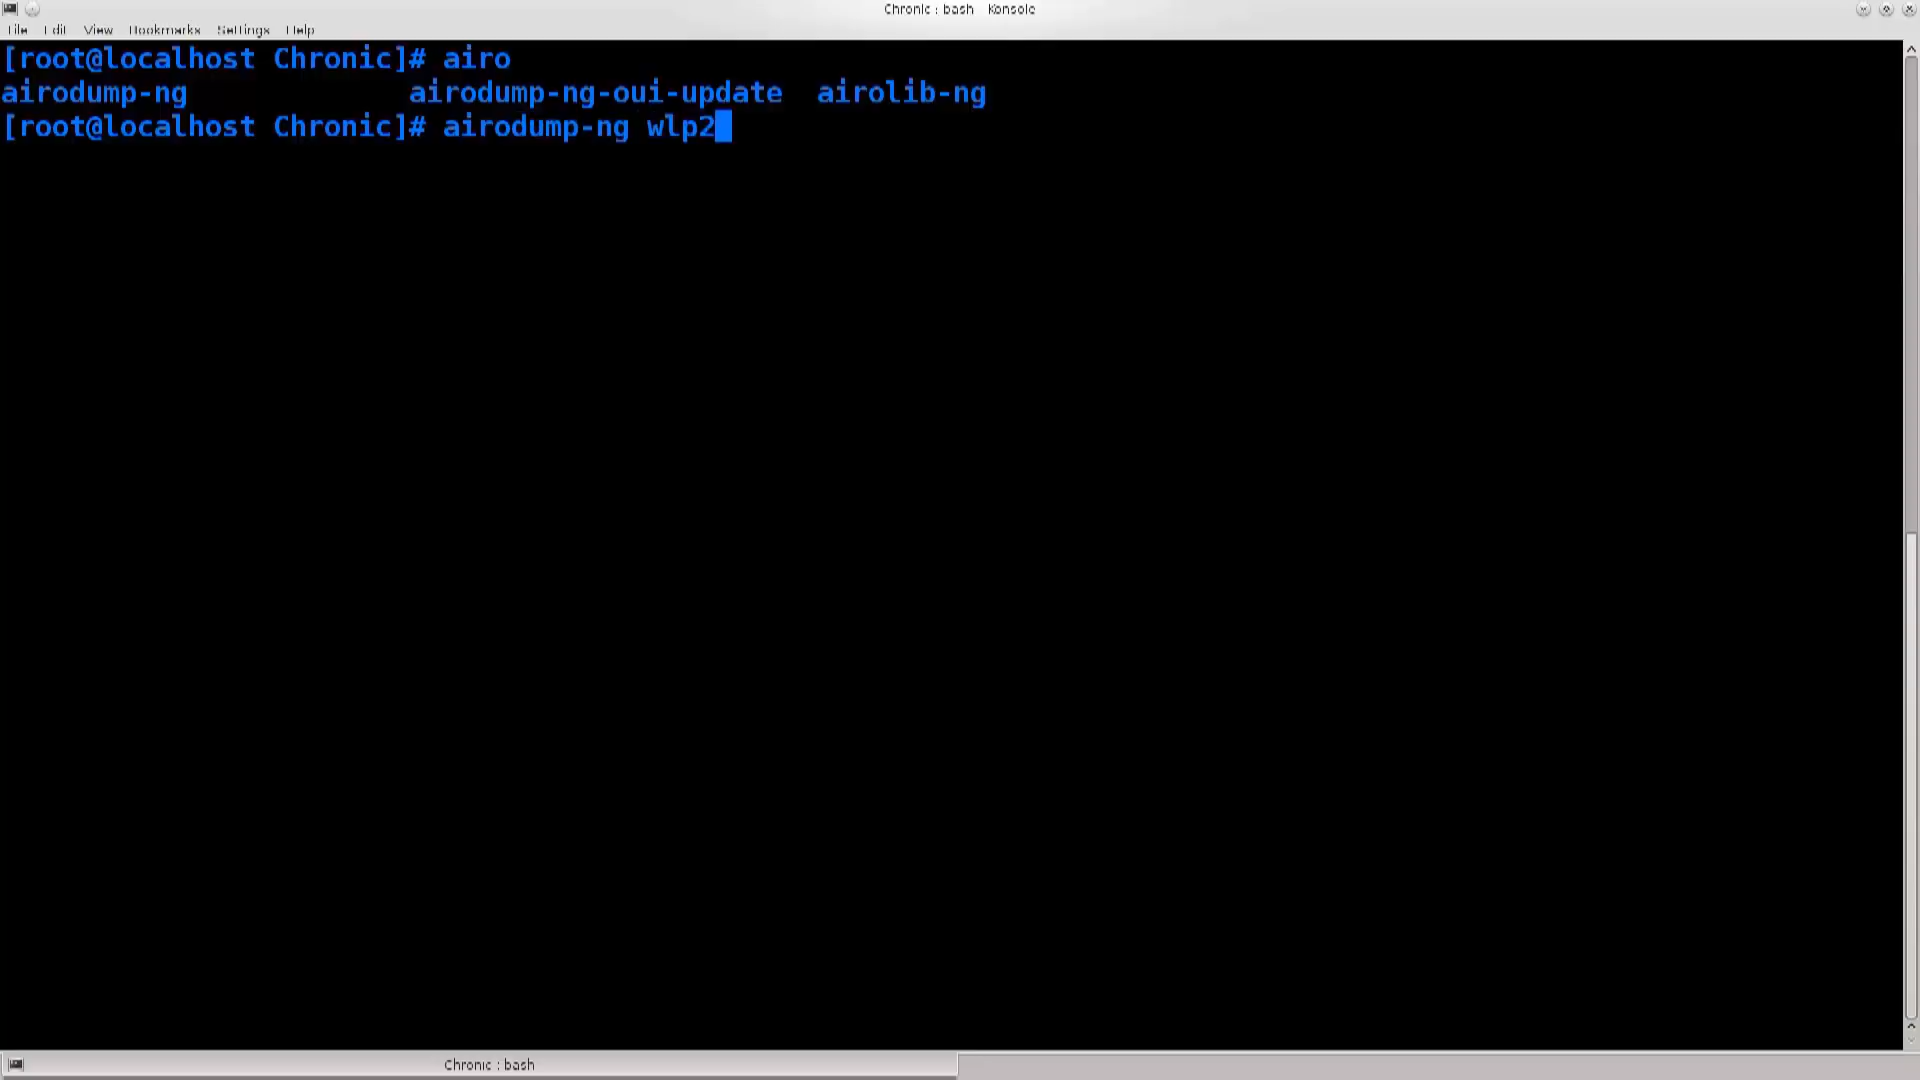 Chronic : bash Konsole
File Edit View Bookmarks Settings Help
[root@localhost Chronic]# airo
airodump-ng airodump-ng-oui-update airolib-ng
[root@localhost Chronic]# airodump-ng wlp2
Chronic : bash